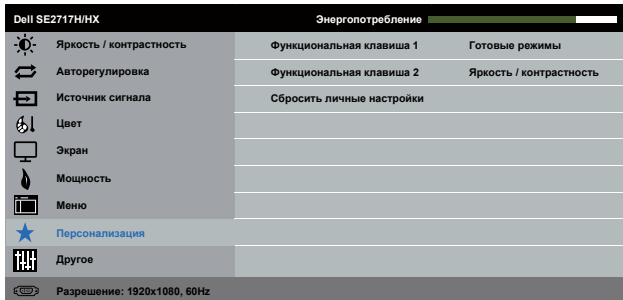 Dell SE2717H/HX Энергопотребление
Яркость / контрастность Функциональная клавиша 1 Готовые режимы
Авторегулировка Функциональная клавиша 2 Яркость / контрастность
Источник сигнала Сбросить личные настройки
Цвет
Экран
Мощность
Меню
Персонализация
Другое
Разрешение: 1920x1080, 60Hz